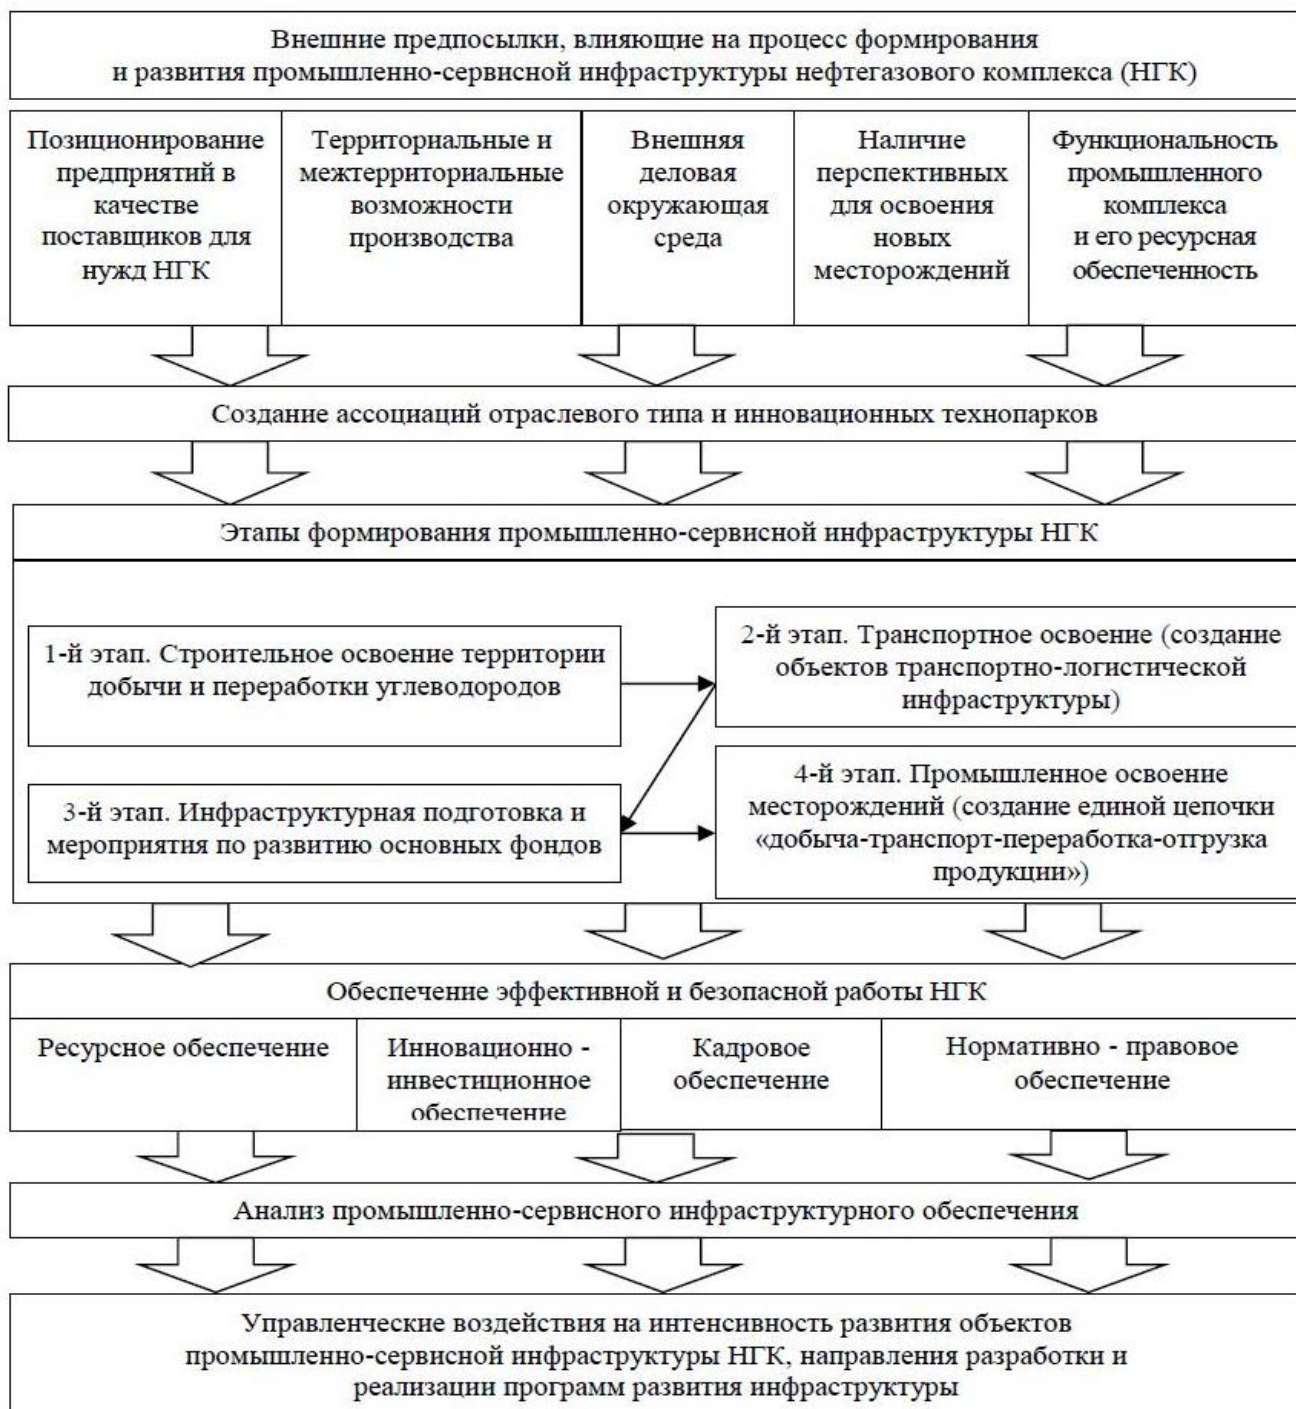 Внешние предпосылки, влияющие на процесс формирования
и развития промышленно-сервисной инфраструктуры нефтегазового комплекса (НГК)
Позиционирование
предприятий в
качестве
поставщиков для
нужд НГК
Территориальные и
межтерриториальные
возможности
производства
Внешняя
деловая
окружающая
среда
Наличие
перспективных
для освоения
новых
месторождений
Функциональность
промышленного
комплекса
и его ресурсная
обеспеченность
Создание ассоциаций отраслевого типа и инновационных технопарков
Этапы формирования промышленно-сервисной инфраструктуры НГК
1-й этап. Строительное освоение территории
добычи и переработки углеводородов
2-й этап. Транспортное освоение (создание
объектов транспортно-логистической
инфраструктуры)
3-й этап. Инфраструктурная подготовка и
мероприятия по развитию основных фондов
4-й этап. Промышленное освоение
месторождений (создание единой цепочки
«добыча-транспорт-переработка-отгрузка
продукции»)
Обеспечение эффективной и безопасной работы НГК
Ресурсное обеспечение
Инновационно -
инвестиционное
обеспечение
Кадровое
обеспечение
Нормативно - правовое
обеспечение
Анализ промышленно-сервисного инфраструктурного обеспечения
Управленческие воздействия на интенсивность развития объектов
промышленно-сервисной инфраструктуры НГК, направления разработки и
реализации программ развития инфраструктуры